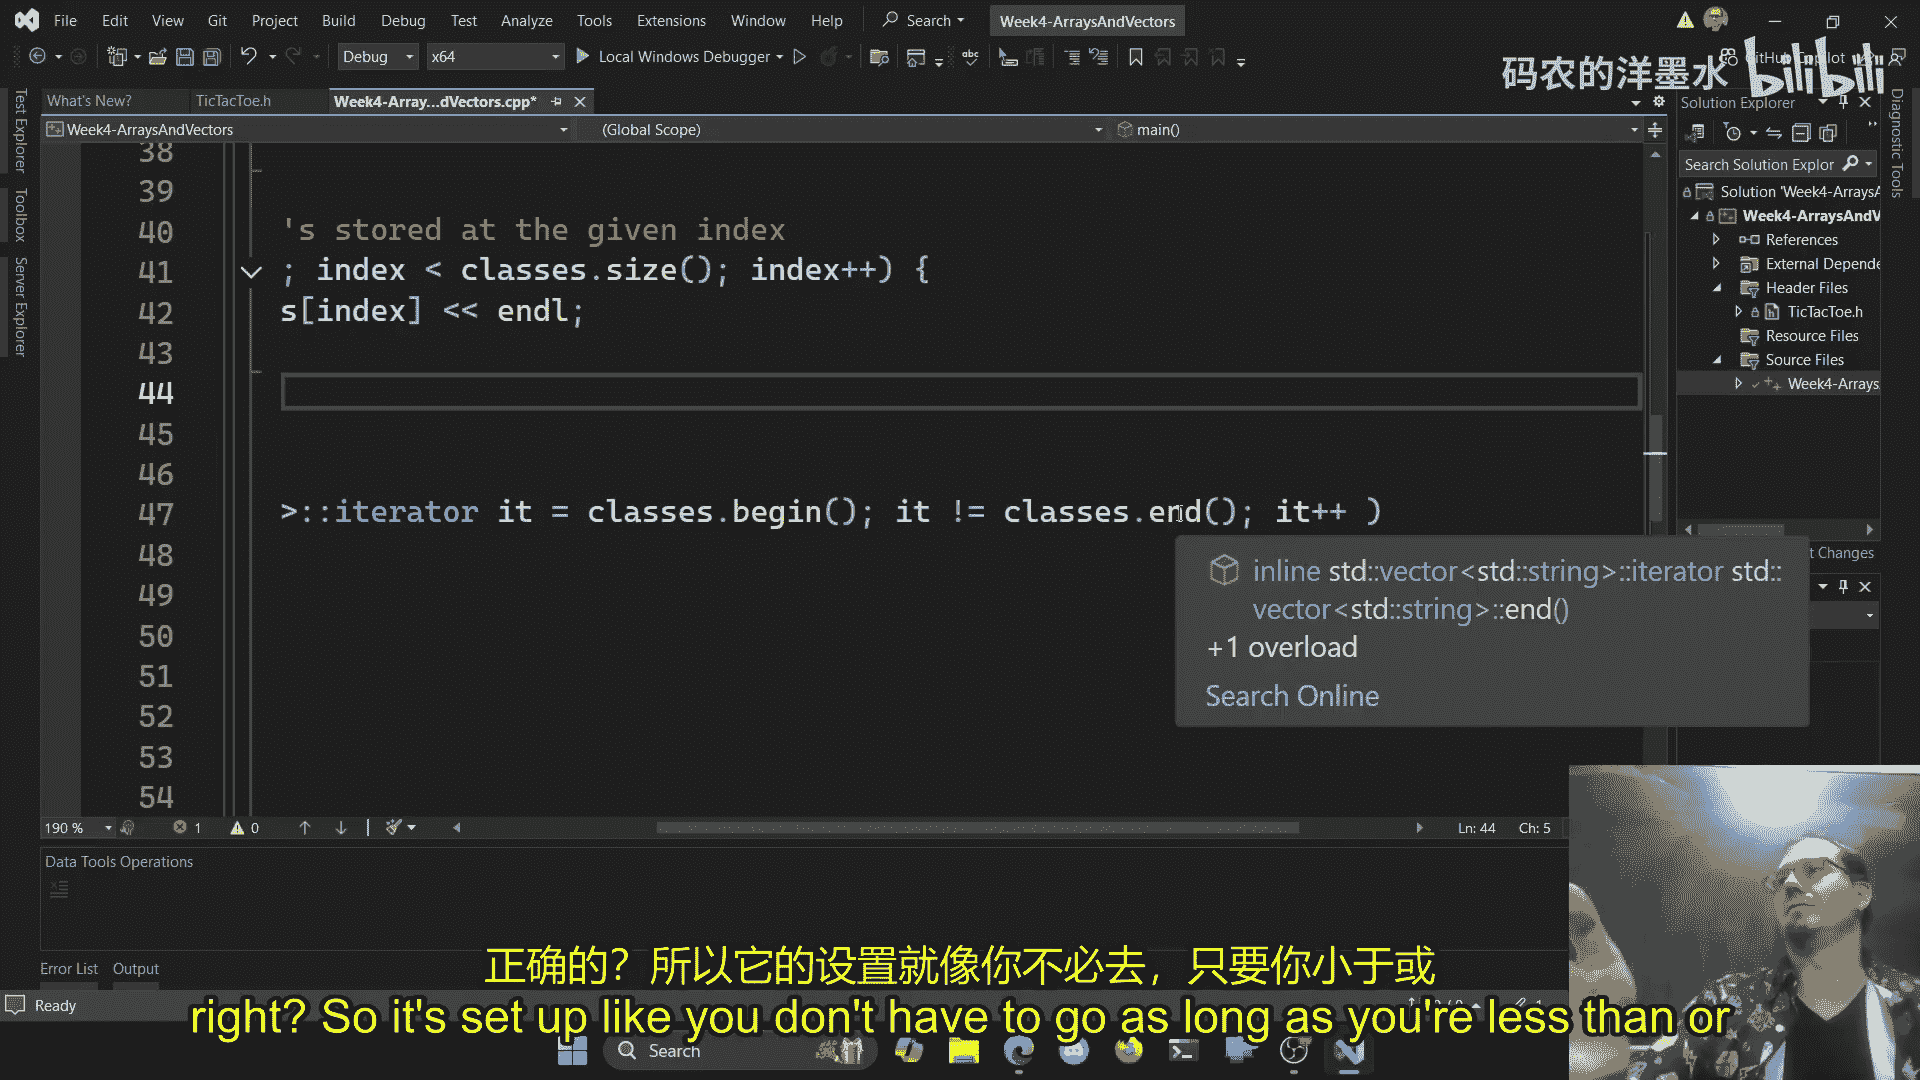 File Edit View Git Project Build Debug Test Analyze Tools Extensions Window Help Search Week4-ArraysAndVectors
Debug x64 Local Windows Debugger
码农的洋墨水 bilibili
What's New? TicTacToe.h Week4-Array...dVectors.cpp*
Week4-ArraysAndVectors (Global Scope) main()
Test Explorer
Toolbox
Server Explorer
38
39
40 's stored at the given index
41 ; index < classes.size(); index++) {
42 s[index] << endl;
43
44
45
46
47 >::iterator it = classes.begin(); it != classes.end(); it++ )
48
49
50
51
52
53
54
inline std::vector<std::string>::iterator std::
vector<std::string>::end()
+1 overload
Search Online
Solution Explorer
Search Solution Explor
Solution 'Week4-ArraysA
Week4-ArraysAndV
References
External Depende
Header Files
TicTacToe.h
Resource Files
Source Files
Week4-Arrays
t Changes
Diagnostic Tools
190 % 1 0 Ln: 44 Ch: 5
Data Tools Operations
Error List Output
Ready
正确的？所以它的设置就像你不必去，只要你小于或
right? So it's set up like you don't have to go as long as you're less than or
Search